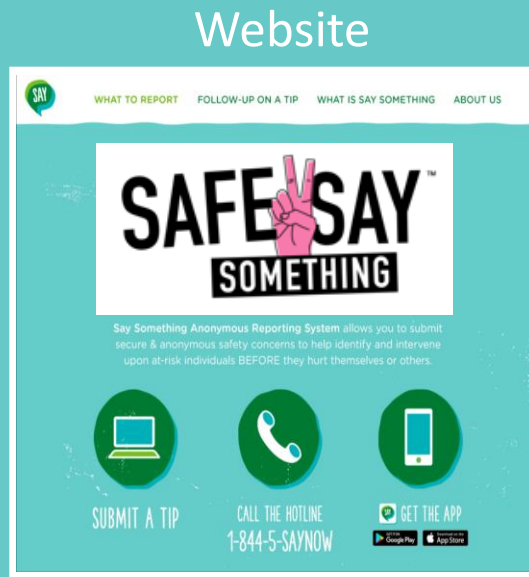 Website
SAY
WHAT TO REPORT FOLLOW-UP ON A TIP WHAT IS SAY SOMETHING ABOUT US
SAFE SAY™
SOMETHING
Say Something Anonymous Reporting System allows you to submit
secure & anonymous safety concerns to help identify and intervene
upon at-risk individuals BEFORE they hurt themselves or others.
SUBMIT A TIP
CALL THE HOTLINE
1-844-5-SAYNOW
SAY GET THE APP
Google Play App Store